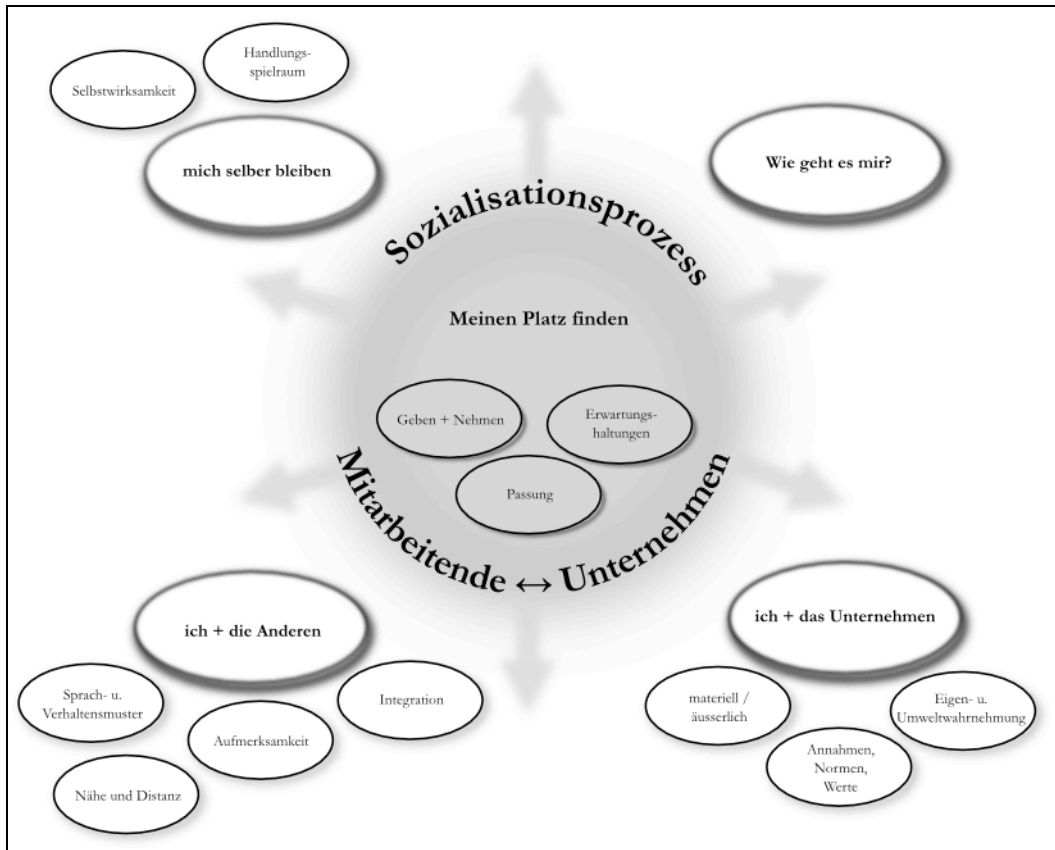 Handlungs-
spielraum
Selbstwirksamkeit
mich selber bleiben
Wie geht es mir?
Sozialisationsprozess
Meinen Platz finden
Geben + Nehmen
Erwartungs-
haltungen
Passung
Mitarbeitende ↔ Unternehmen
ich + die Anderen
Sprach- u.
Verhaltensmuster
Integration
Aufmerksamkeit
Nähe und Distanz
ich + das Unternehmen
materiell /
äusserlich
Eigen- u.
Umweltwahrnehmung
Annahmen,
Normen,
Werte